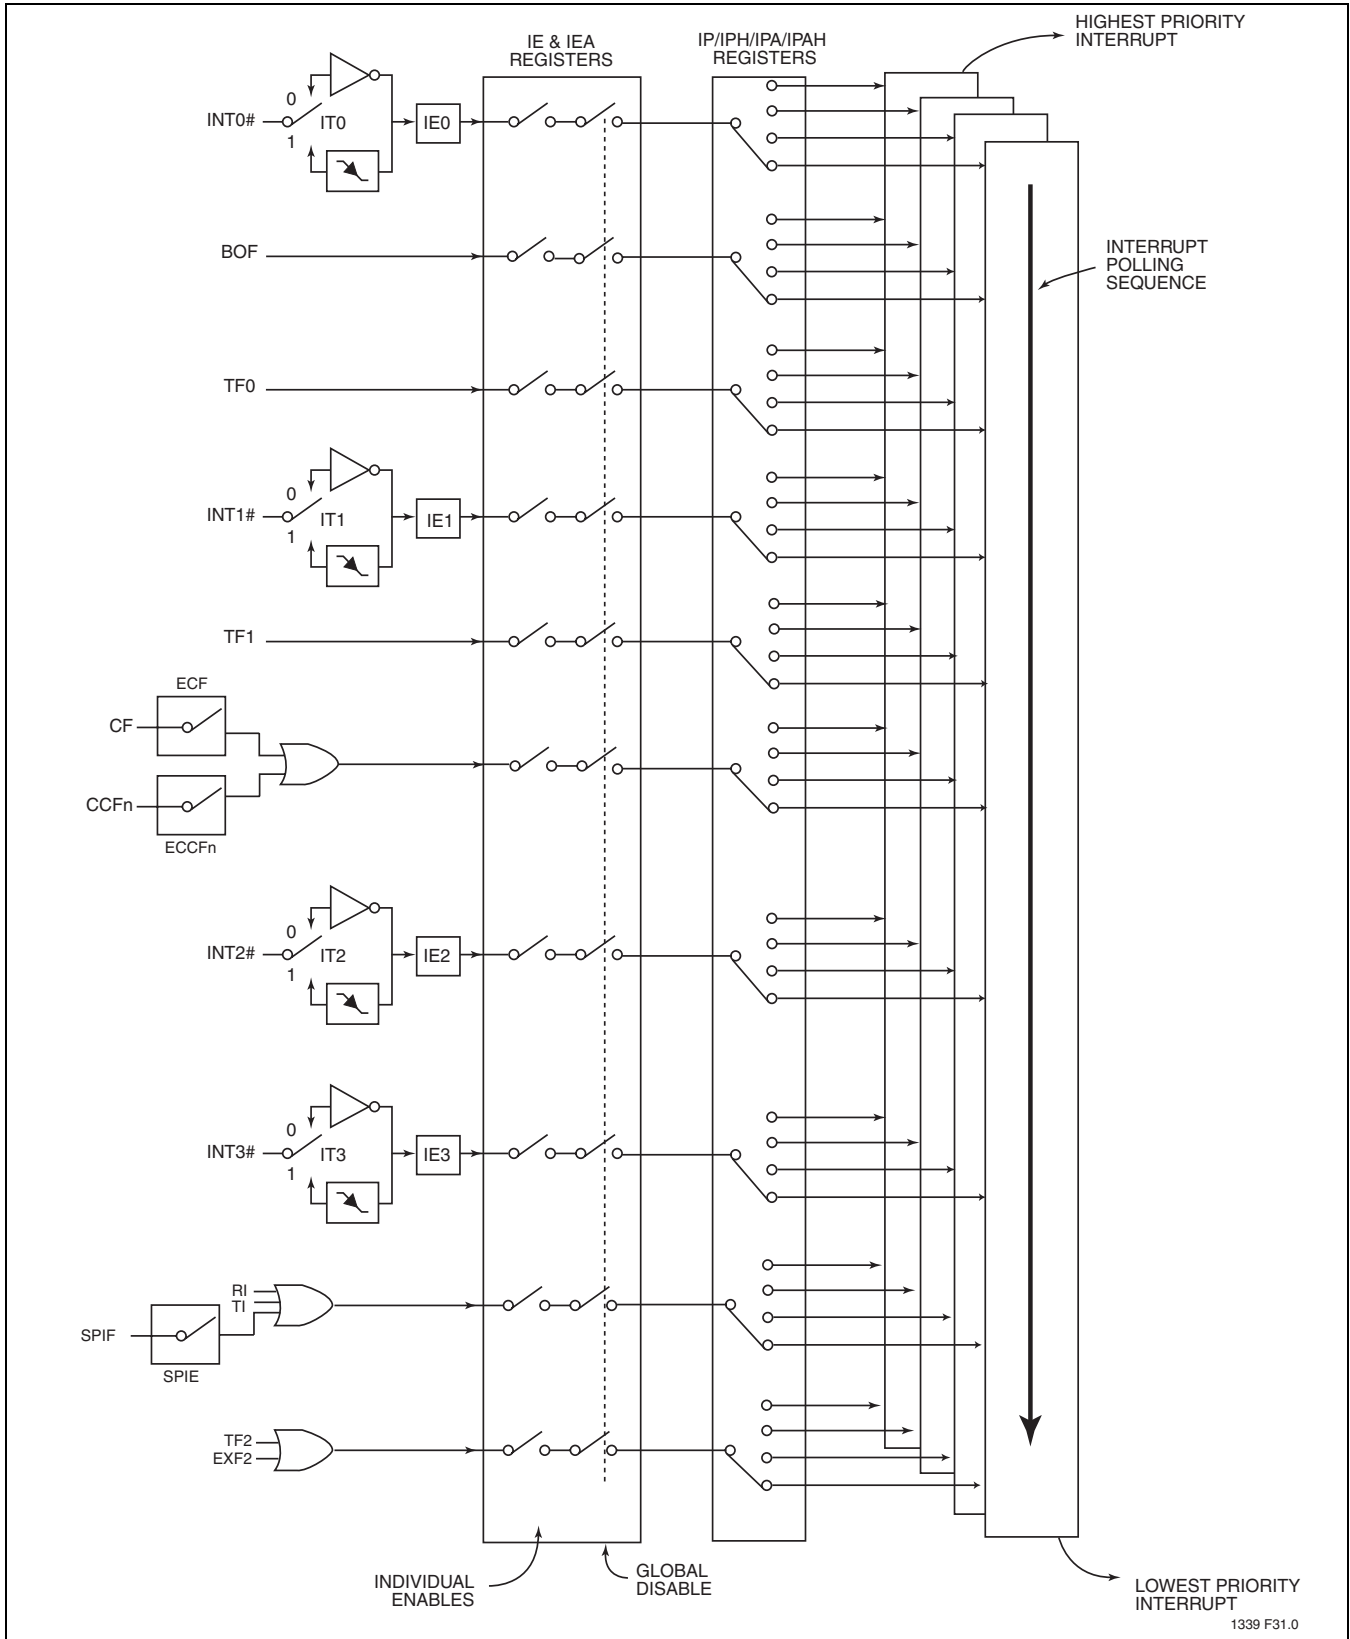 HIGHEST PRIORITY
INTERRUPT
IE & IEA
REGISTERS
IP/IPH/IPA/IPAH
REGISTERS
0
INT0#
IT0
IE0
1
BOF
INTERRUPT
POLLING
SEQUENCE
TF0
0
INT1#
IT1
IE1
1
TF1
ECF
CF
CCFn
ECCFn
0
INT2#
IT2
IE2
1
0
INT3#
IT3
IE3
1
RI
TI
SPIF
SPIE
TF2
EXF2
INDIVIDUAL
ENABLES
GLOBAL
DISABLE
LOWEST PRIORITY
INTERRUPT
1339 F31.0